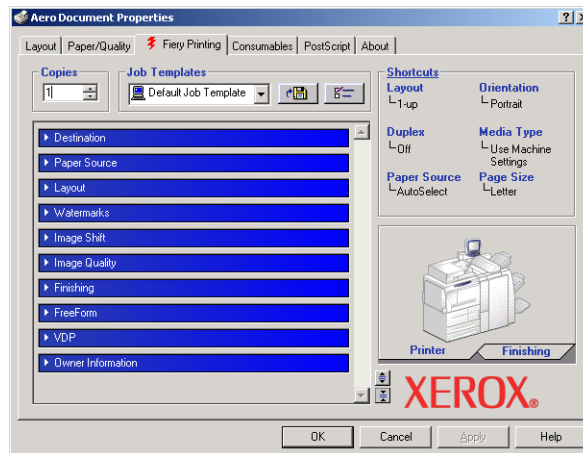 Aero Document Properties
Layout Paper/Quality Fiery Printing Consumables PostScript About
Copies
1
Job Templates
Default Job Template
Destination
Paper Source
Layout
Watermarks
Image Shift
Image Quality
Finishing
FreeForm
VDP
Owner Information
Shortcuts
Layout
1-up
Orientation
Portrait
Duplex
Off
Media Type
Use Machine
Settings
Paper Source
AutoSelect
Page Size
Letter
Printer
Finishing
XEROX®
OK Cancel Apply Help